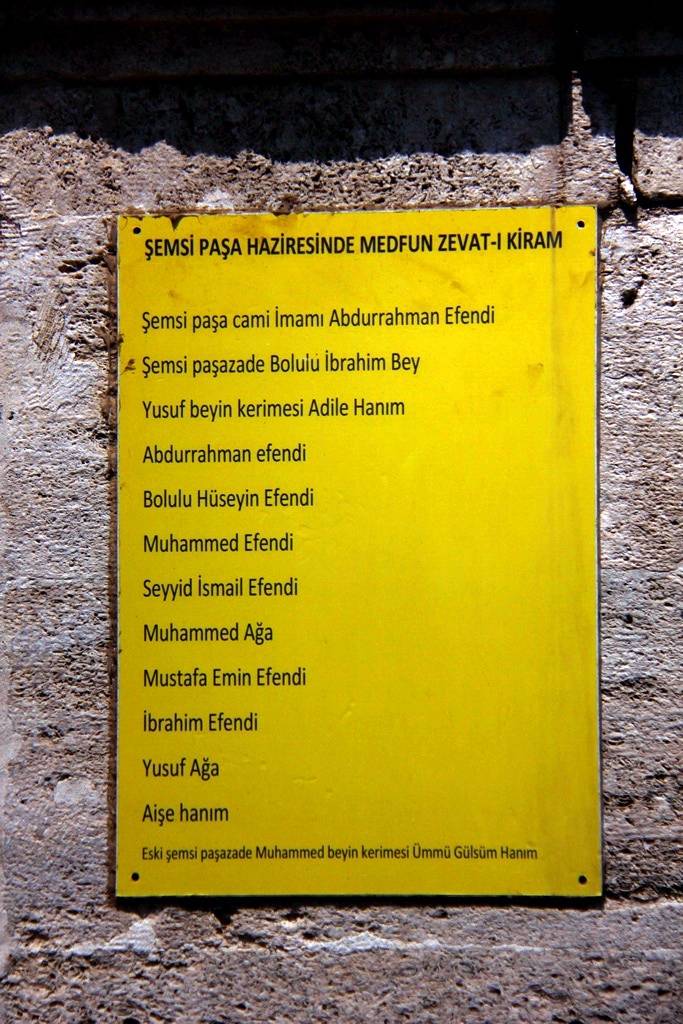 ŞEMSİ PAŞA HAZİRESİNDE MEDFUN ZEVAT-I KİRAM
Şemsi paşa cami İmamı Abdurrahman Efendi
Şemsi paşazade Bolulu İbrahim Bey
Yusuf beyin kerimesi Adile Hanım
Abdurrahman efendi
Bolulu Hüseyin Efendi
Muhammed Efendi
Seyyid İsmail Efendi
Muhammed Ağa
Mustafa Emin Efendi
İbrahim Efendi
Yusuf Ağa
Aişe hanım
Eski şemsi paşazade Muhammed beyin kerimesi Ümmü Gülsüm Hanım